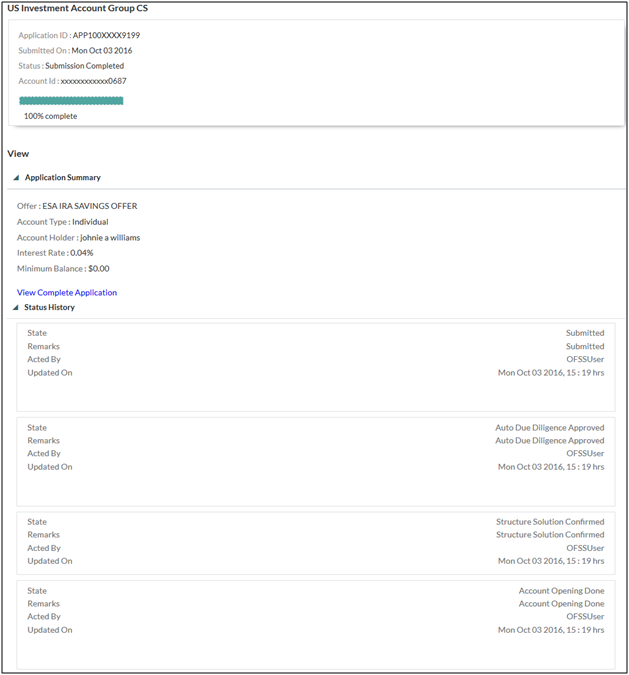 US Investment Account Group CS
Application ID : APP100XXXX9199
Submitted On : Mon Oct 03 2016
Status : Submission Completed
Account Id : xxxxxxxxxxxx0687
100% complete
View
Application Summary
Offer : ESA IRA SAVINGS OFFER
Account Type : Individual
Account Holder : johnie a williams
Interest Rate : 0.04%
Minimum Balance : $0.00
View Complete Application
Status History
State Submitted
Remarks Submitted
Acted By OFSSUser
Updated On Mon Oct 03 2016, 15 : 19 hrs
State Auto Due Diligence Approved
Remarks Auto Due Diligence Approved
Acted By OFSSUser
Updated On Mon Oct 03 2016, 15 : 19 hrs
State Structure Solution Confirmed
Remarks Structure Solution Confirmed
Acted By OFSSUser
Updated On Mon Oct 03 2016, 15 : 19 hrs
State Account Opening Done
Remarks Account Opening Done
Acted By OFSSUser
Updated On Mon Oct 03 2016, 15 : 19 hrs